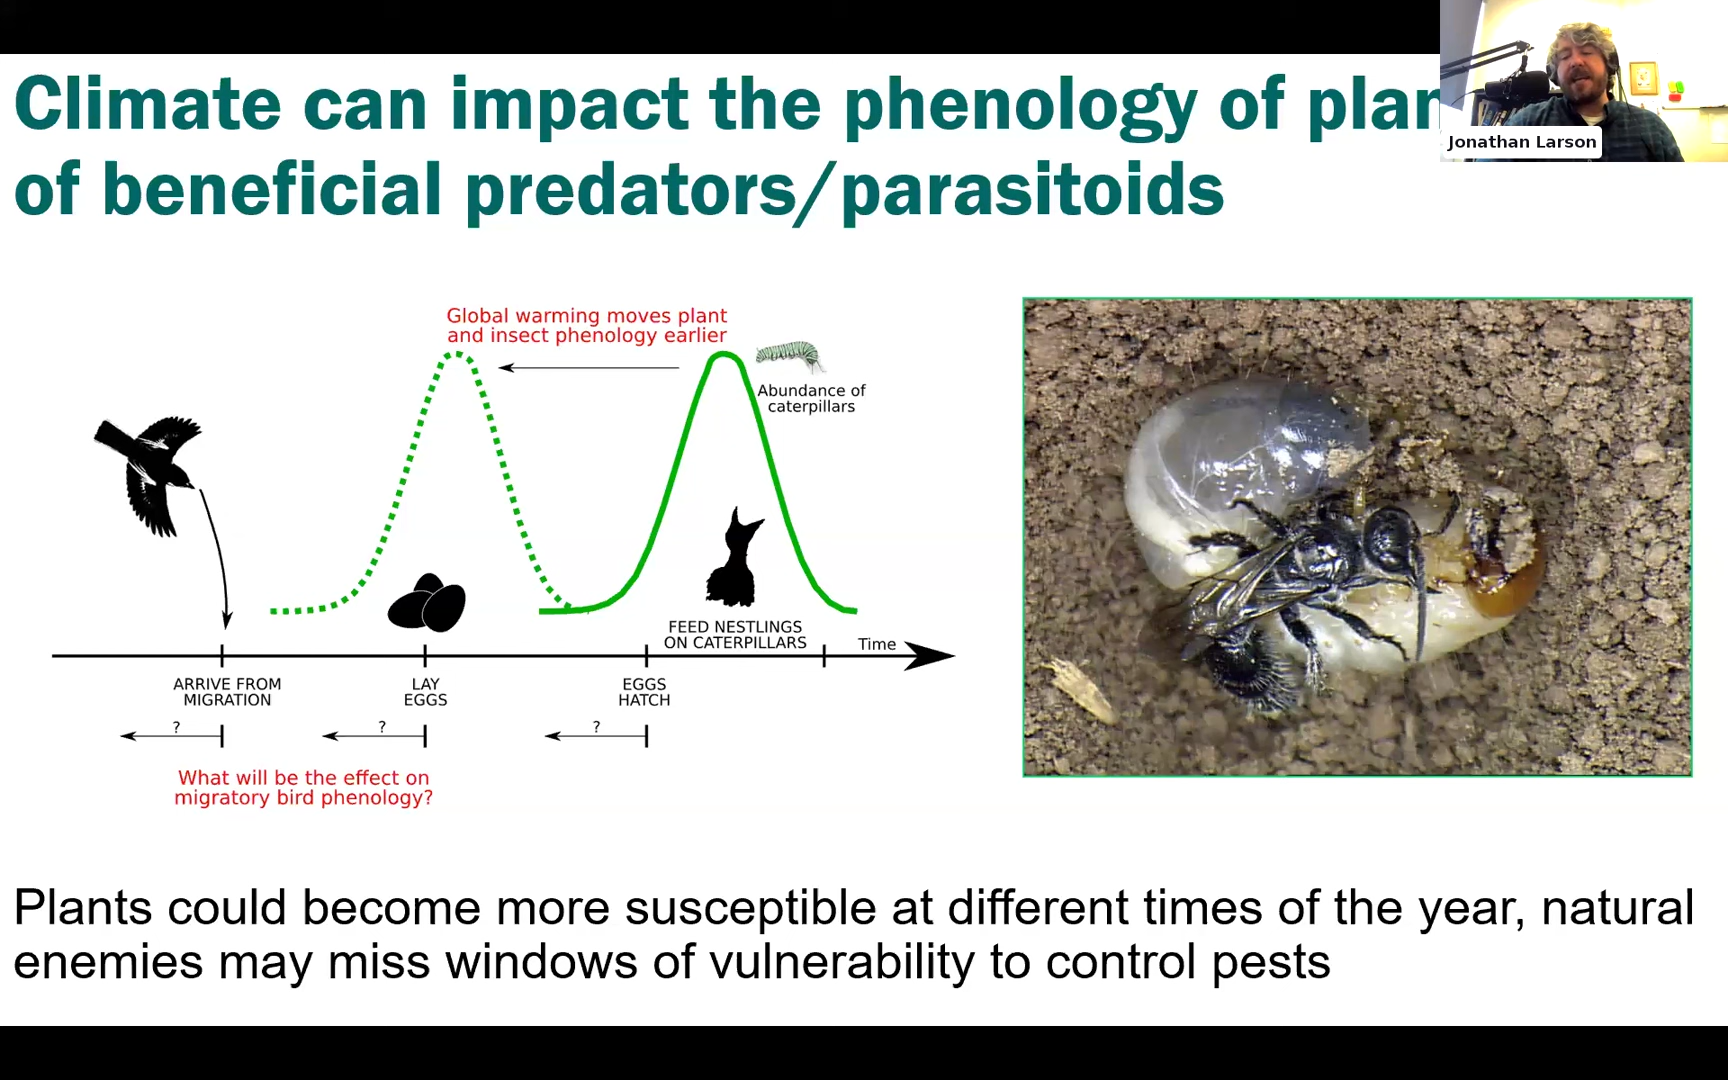 Climate can impact the phenology of
of beneficial predators/parasitoids
Jonathan Larson
Global warming moves plant
and insect phenology earlier
Abundance of
caterpillars
FEED NESTLINGS
ON CATERPILLARS
Time
ARRIVE FROM
MIGRATION
LAY
EGGS
EGGS
HATCH
?
?
?
What will be the effect on
migratory bird phenology?
Plants could become more susceptible at different times of the year, natural
enemies may miss windows of vulnerability to control pests